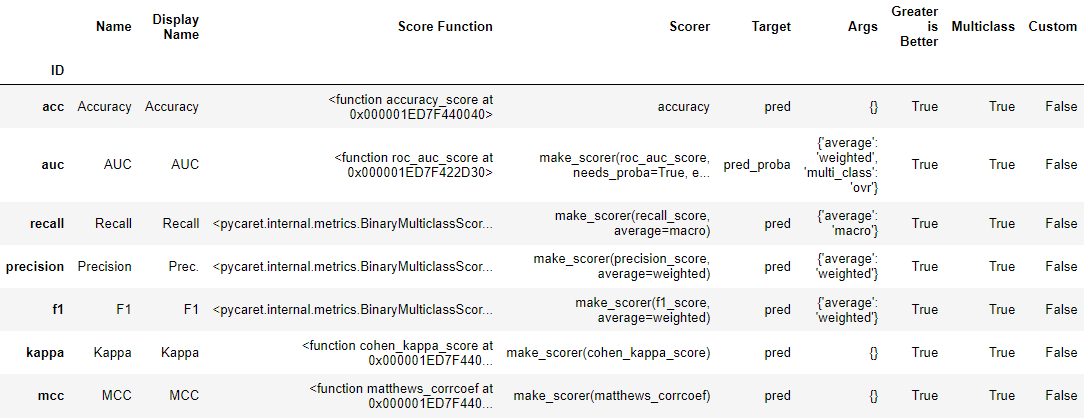 Name Display Name Score Function Scorer Target Args Greater is Better Multiclass Custom
ID
acc Accuracy Accuracy <function accuracy_score at 0x000001ED7F440040> accuracy pred {} True True False
auc AUC AUC <function roc_auc_score at 0x000001ED7F422D30> make_scorer(roc_auc_score, needs_proba=True, e... pred_proba {'average': 'weighted', 'multi_class': 'ovr'} True True False
recall Recall Recall <pycaret.internal.metrics.BinaryMulticlassScor... make_scorer(recall_score, average=macro) pred {'average': 'macro'} True True False
precision Precision Prec. <pycaret.internal.metrics.BinaryMulticlassScor... make_scorer(precision_score, average=weighted) pred {'average': 'weighted'} True True False
f1 F1 F1 <pycaret.internal.metrics.BinaryMulticlassScor... make_scorer(f1_score, average=weighted) pred {'average': 'weighted'} True True False
kappa Kappa Kappa <function cohen_kappa_score at 0x000001ED7F440... make_scorer(cohen_kappa_score) pred {} True True False
mcc MCC MCC <function matthews_corrcoef at 0x000001ED7F440... make_scorer(matthews_corrcoef) pred {} True True False